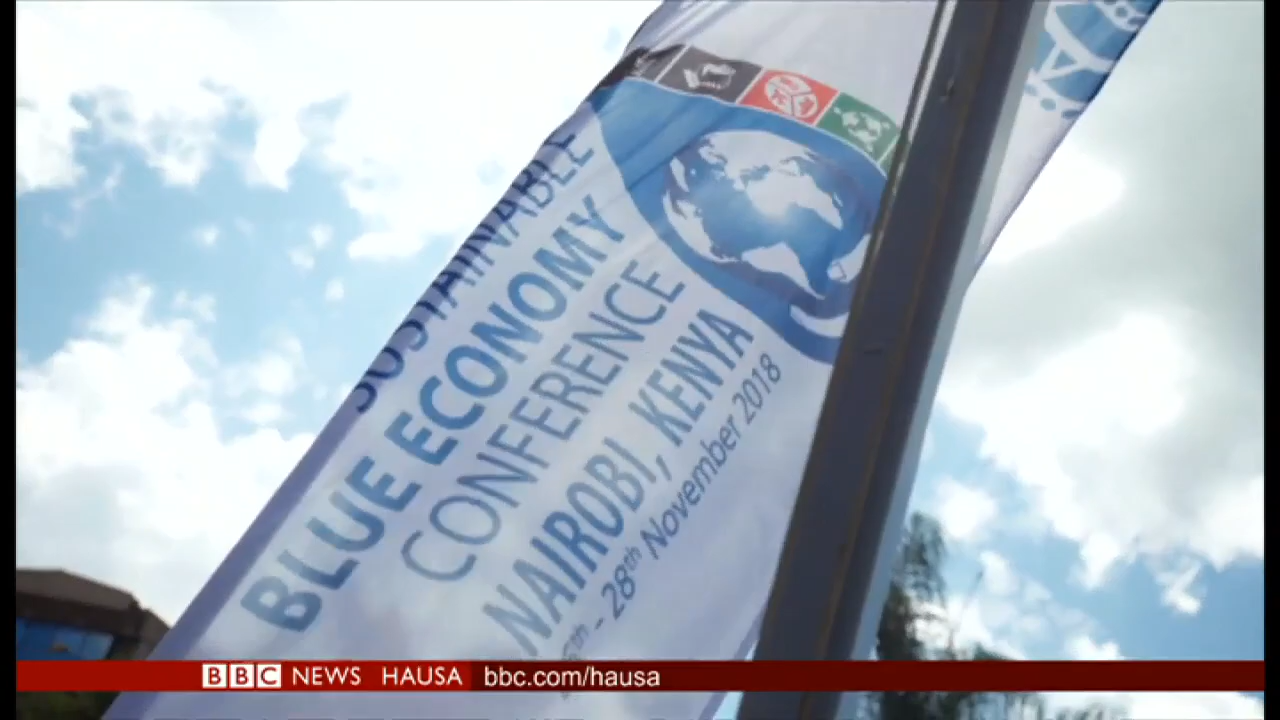 SUSTAINABLE
BLUE ECONOMY
CONFERENCE
NAIROBI, KENYA
- 28th November 2018
BBC NEWS HAUSA bbc.com/hausa